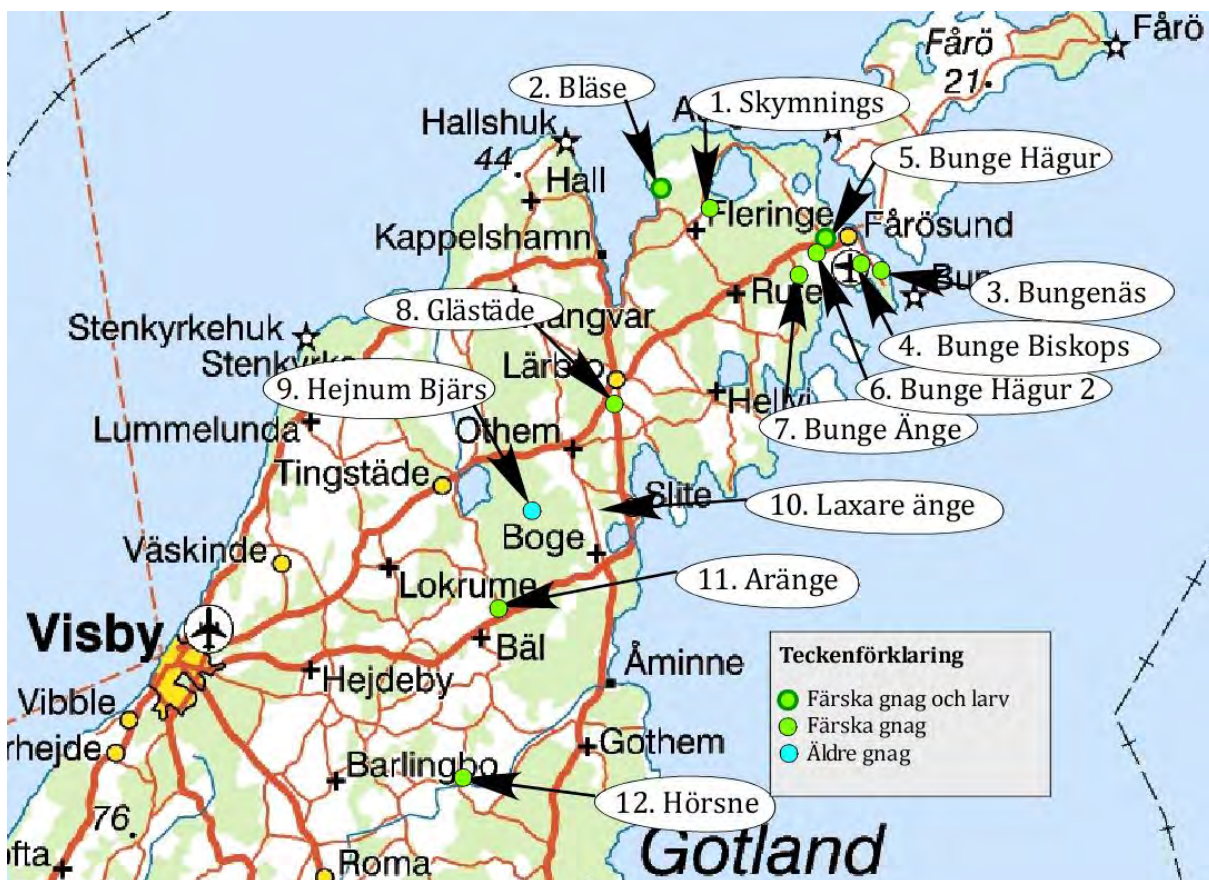 Fårö
Fårö
21.
2. Bläse
1. Skymnings
Hallshuk
44.
Hall
5. Bunge Hägur
Fleringe
Fårösund
Kappelshamn
Rute
3. Bungenäs
8. Glästäde
Stenkyrkehuk
4. Bunge Biskops
Lärbro
9. Hejnum Bjärs
Hellvi
6. Bunge Hägur 2
Lummelunda
Othem
7. Bunge Änge
Tingstäde
Slite
10. Laxare änge
Boge
Väskinde
Lokrume
11. Aränge
Visby
Bäl
Teckenförklaring
Åminne
Hejdeby
Färska gnag och larv
Vibble
Färska gnag
Gothem
Äldre gnag
rhejde
Barlingbo
12. Hörsne
76.
Gotland
ofta
Roma